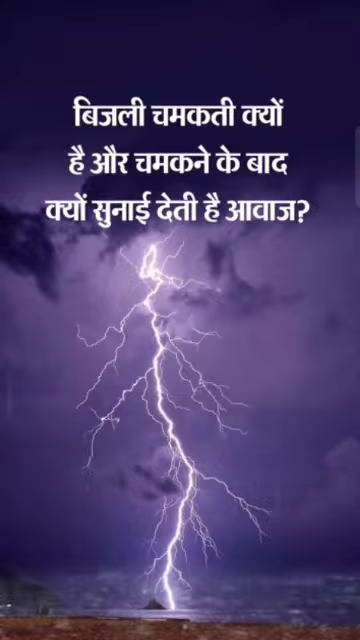 बिजली चमकती क्यों
है और चमकने के बाद
क्यों सुनाई देती है आवाज?